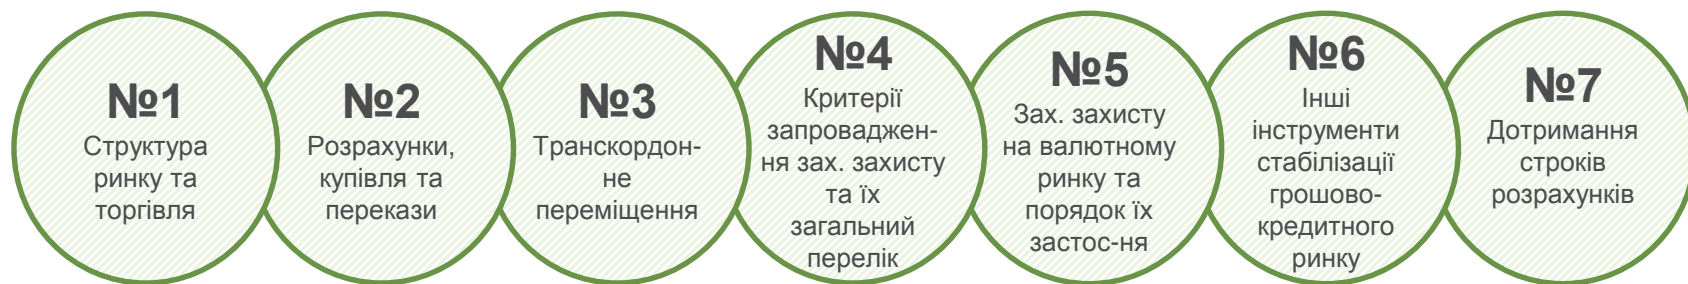 №1
Структура
ринку та
торгівля
№2
Розрахунки,
купівля та
перекази
№3
Транскордон-
не
переміщення
№4
Критерії
запроваджен-
ня зах. захисту
та їх
загальний
перелік
№5
Зах. захисту
на валютному
ринку та
порядок їх
застос-ня
№6
Інші
інструменти
стабілізації
грошово-
кредитного
ринку
№7
Дотримання
строків
розрахунків